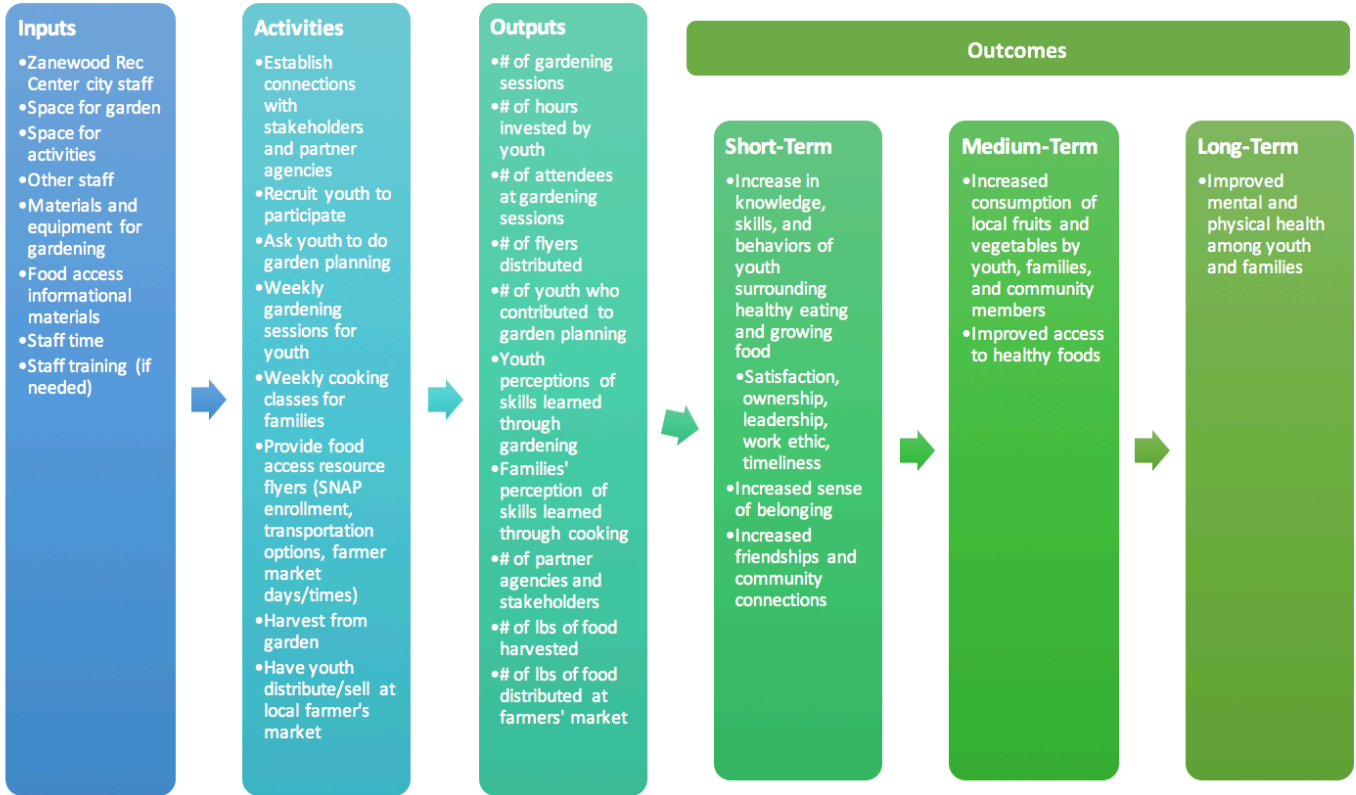 Inputs
•Zanewood Rec
Center city staff
•Space for garden
•Space for
activities
•Other staff
•Materials and
equipment for
gardening
•Food access
informational
materials
•Staff time
•Staff training (if
needed)
Activities
•Establish
connections
with
stakeholders
and partner
agencies
•Recruit youth to
participate
•Ask youth to do
garden planning
•Weekly
gardening
sessions for
youth
•Weekly cooking
classes for
families
•Provide food
access resource
flyers (SNAP
enrollment,
transportation
options, farmer
market
days/times)
•Harvest from
garden
•Have youth
distribute/sell at
local farmer's
market
Outputs
•# of gardening
sessions
•# of hours
invested by
youth
•# of attendees
at gardening
sessions
•# of flyers
distributed
•# of youth who
contributed to
garden planning
•Youth
perceptions of
skills learned
through
gardening
•Families'
perception of
skills learned
through cooking
•# of partner
agencies and
stakeholders
•# of lbs of food
harvested
•# of lbs of food
distributed at
farmers' market
Outcomes
Short-Term
•Increase in
knowledge,
skills, and
behaviors of
youth
surrounding
healthy eating
and growing
food
•Satisfaction,
ownership,
leadership,
work ethic,
timeliness
•Increased sense
of belonging
•Increased
friendships and
community
connections
Medium-Term
•Increased
consumption of
local fruits and
vegetables by
youth, families,
and community
members
•Improved access
to healthy foods
Long-Term
•Improved
mental and
physical health
among youth
and families